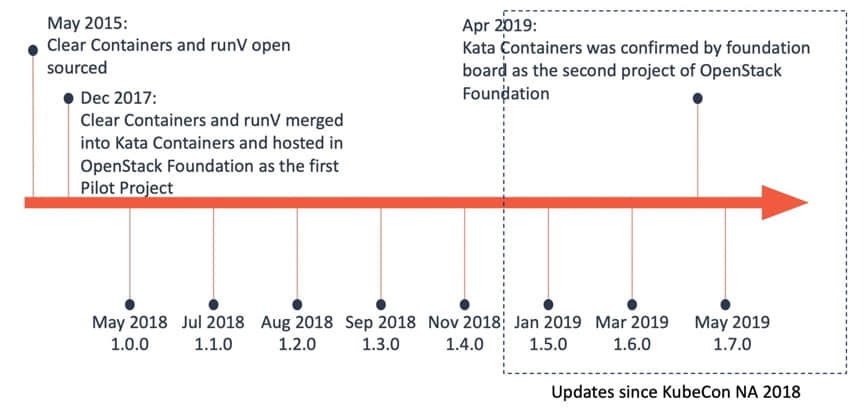 May 2015:
Clear Containers and runV open
sourced
Dec 2017:
Clear Containers and runV merged
into Kata Containers and hosted in
OpenStack Foundation as the first
Pilot Project
Apr 2019:
Kata Containers was confirmed by foundation
board as the second project of OpenStack
Foundation
May 2018
1.0.0
Jul 2018
1.1.0
Aug 2018
1.2.0
Sep 2018
1.3.0
Nov 2018
1.4.0
Jan 2019
1.5.0
Mar 2019
1.6.0
May 2019
1.7.0
Updates since KubeCon NA 2018